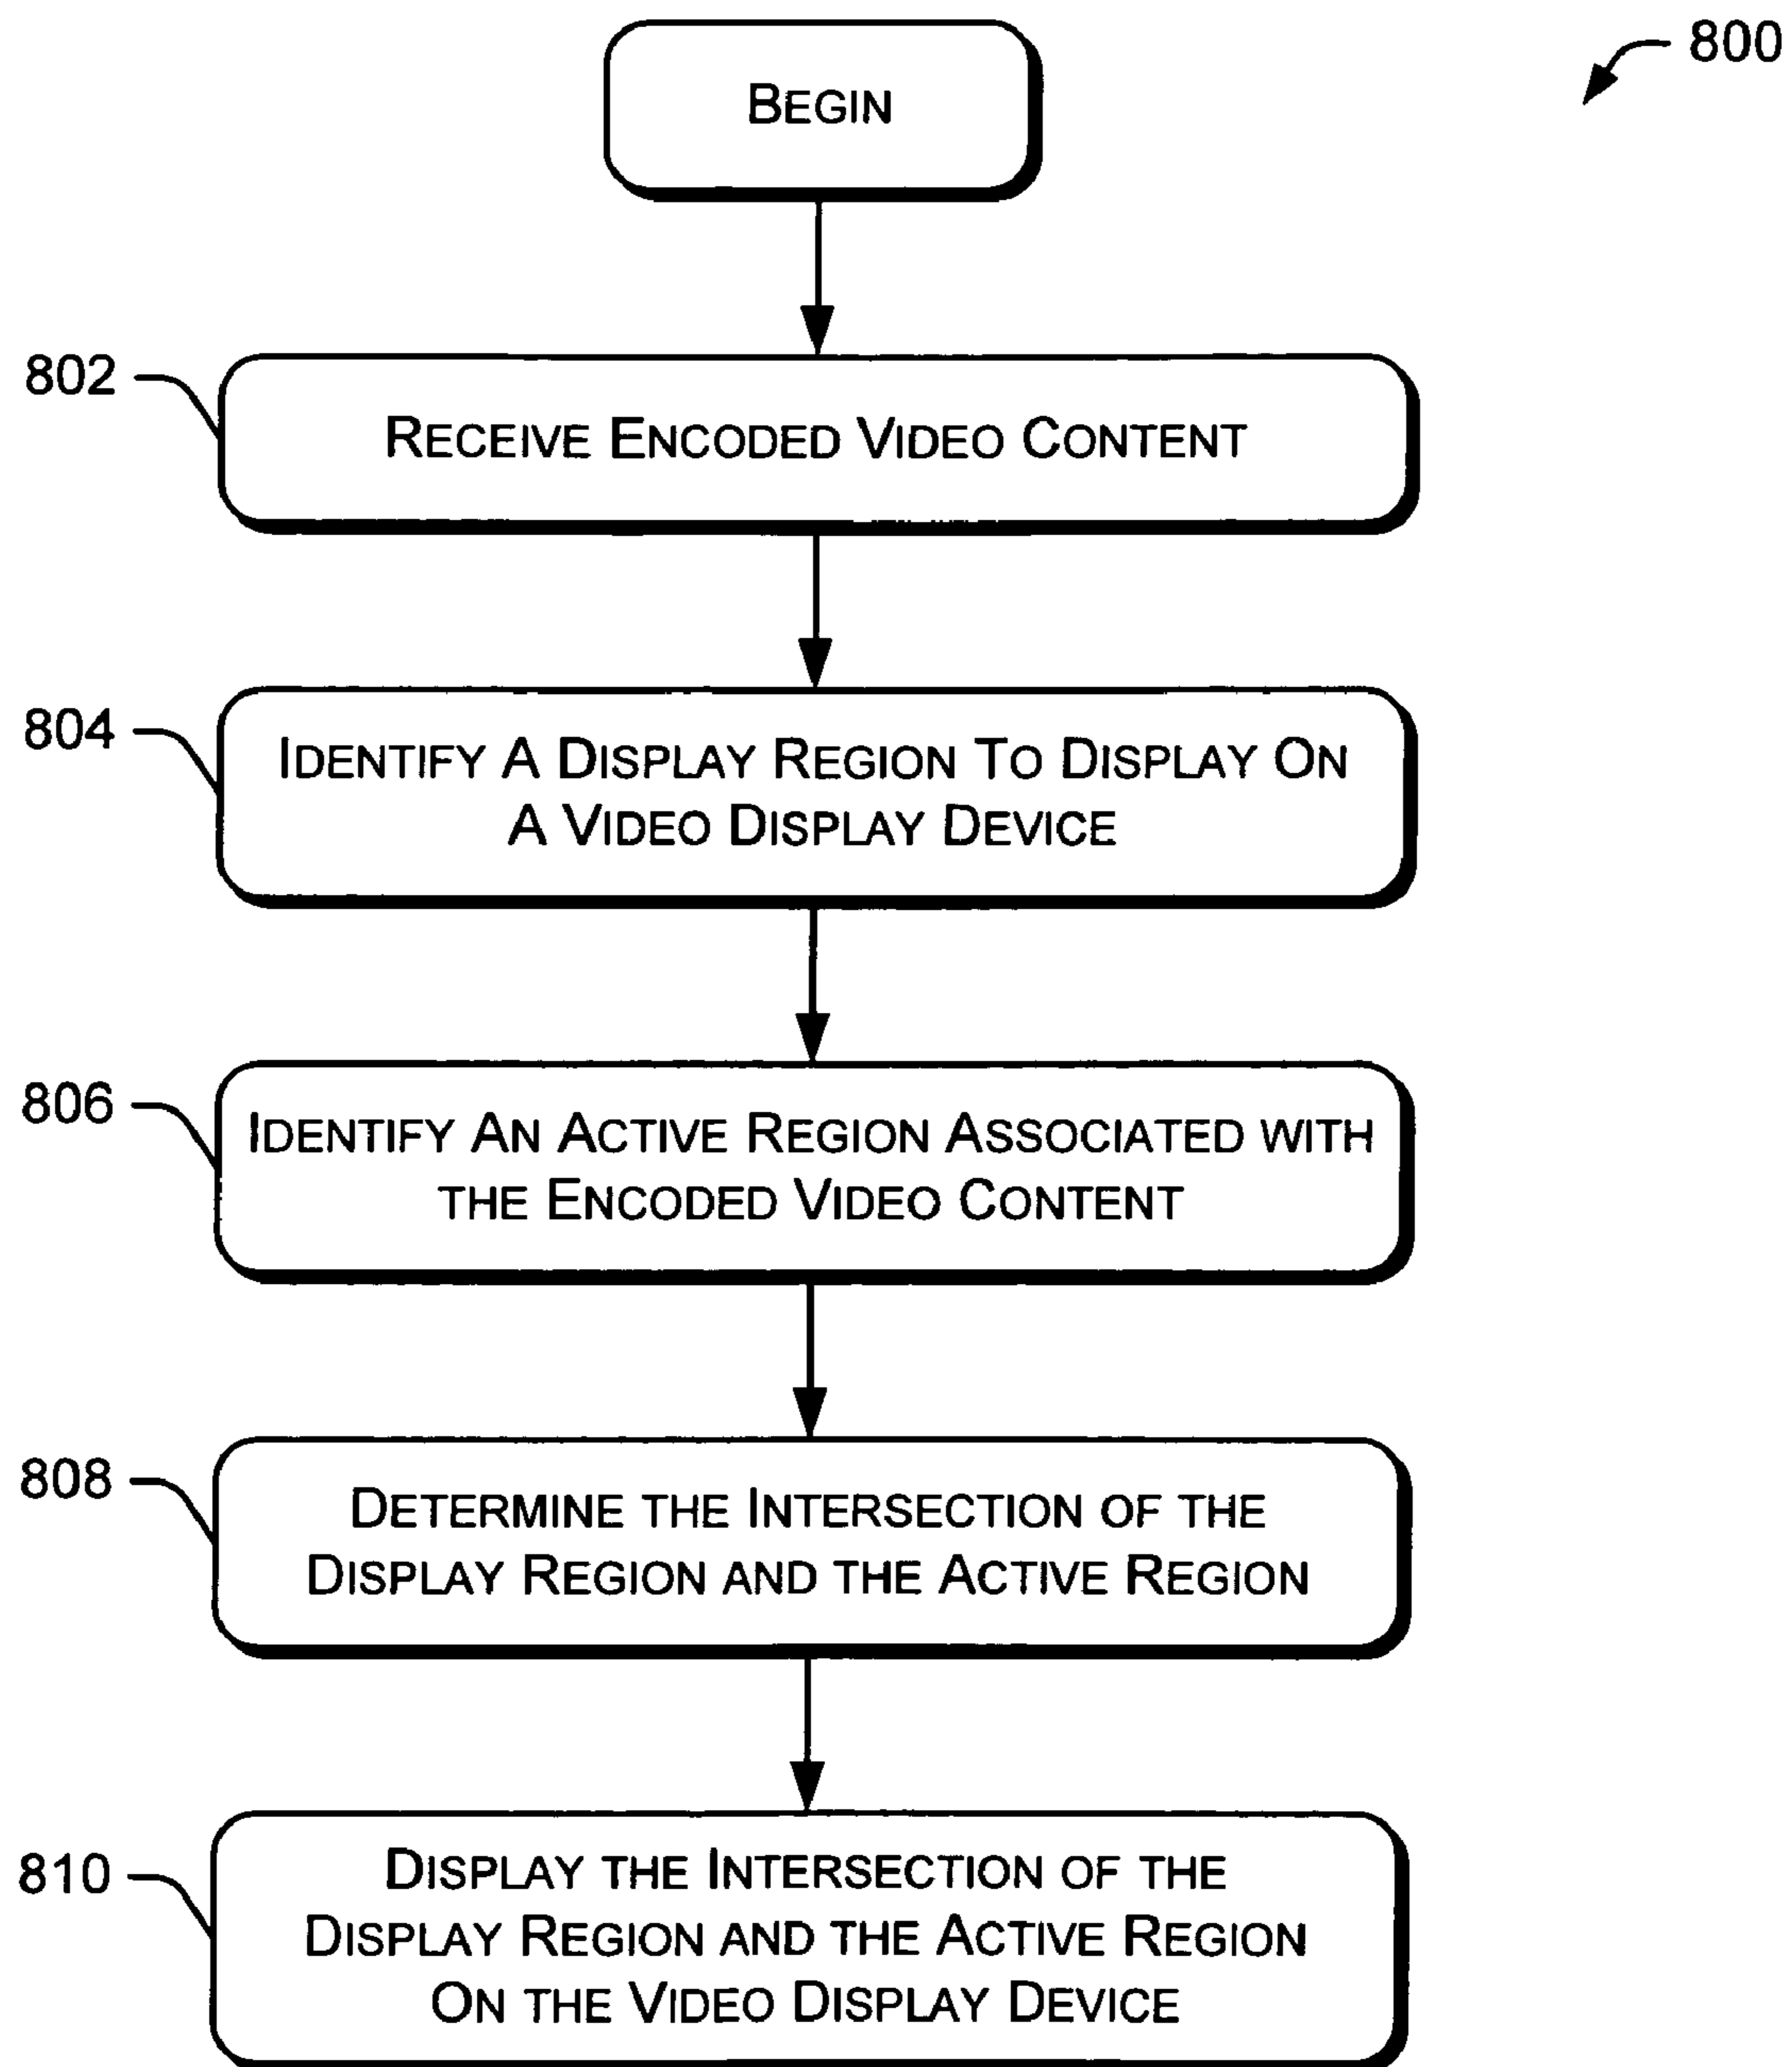 BEGIN
800
802
RECEIVE ENCODED VIDEO CONTENT
804
IDENTIFY A DISPLAY REGION TO DISPLAY ON
A VIDEO DISPLAY DEVICE
806
IDENTIFY AN ACTIVE REGION ASSOCIATED WITH
THE ENCODED VIDEO CONTENT
808
DETERMINE THE INTERSECTION OF THE
DISPLAY REGION AND THE ACTIVE REGION
810
DISPLAY THE INTERSECTION OF THE
DISPLAY REGION AND THE ACTIVE REGION
ON THE VIDEO DISPLAY DEVICE